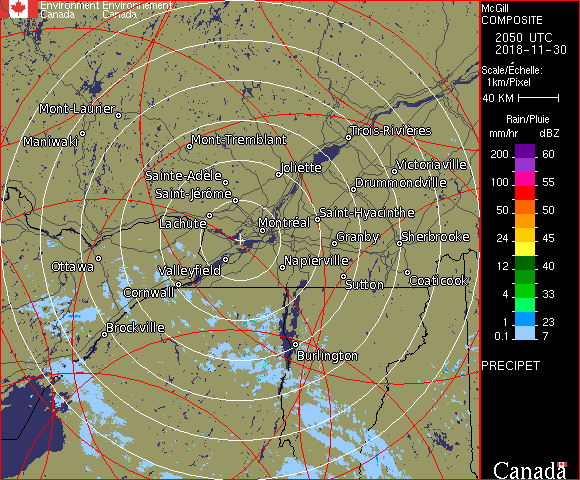 Environment Environnement
Canada Canada
McGill
COMPOSITE
2050 UTC
2018-11-30
Scale/Échelle:
1km/Pixel
40 KM
Rain/Pluie
mm/hr dBZ
200 60
55
100 55
50 50
24 45
12 40
4 33
1 23
0.1 7
PRECIPET
Canada
Mont-Laurier
Maniwaki
Mont-Tremblant
Trois-Rivières
Sainte-Adèle
Joliette
Victoriaville
Saint-Jérôme
Drummondville
Lachute
Montréal
Saint-Hyacinthe
Granby
Sherbrooke
Ottawa
Valleyfield
Napierville
Cornwall
Sutton
Coaticook
Brockville
Burlington